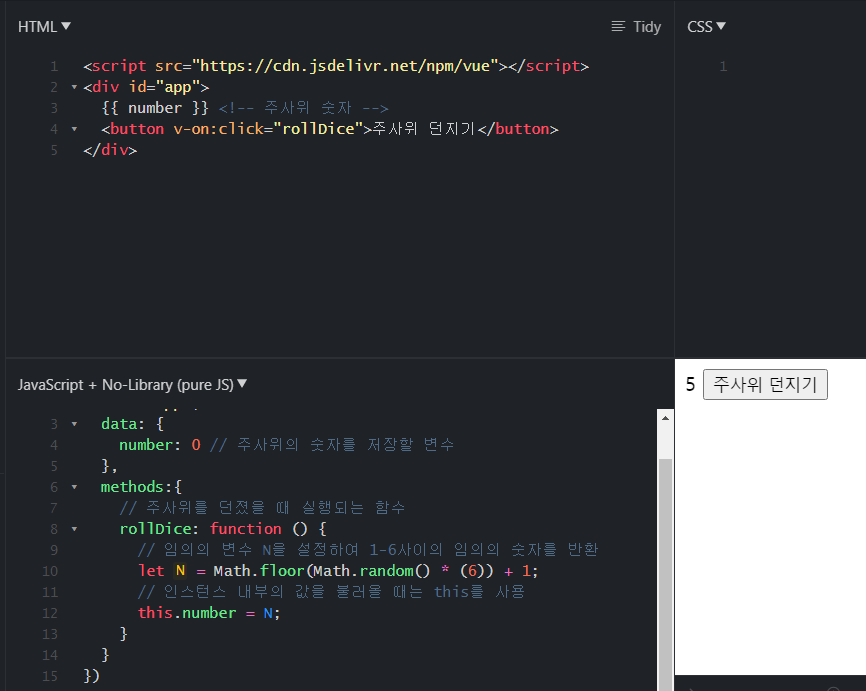 HTML ▼
Tidy
1 <script src="https://cdn.jsdelivr.net/npm/vue"></script>
2 <div id="app">
3 {{ number }} <!-- 주사위 숫자 -->
4 <button v-on:click="rollDice">주사위 던지기</button>
5 </div>
CSS ▼
1
JavaScript + No-Library (pure JS) ▼
3 data: {
4 number: 0 // 주사위의 숫자를 저장할 변수
5 },
6 methods:{
7 // 주사위를 던졌을 때 실행되는 함수
8 rollDice: function () {
9 // 임의의 변수 N을 설정하여 1-6사이의 임의의 숫자를 반환
10 let N = Math.floor(Math.random() * (6)) + 1;
11 // 인스턴스 내부의 값을 불러올 때는 this를 사용
12 this.number = N;
13 }
14 }
15 })
5 주사위 던지기